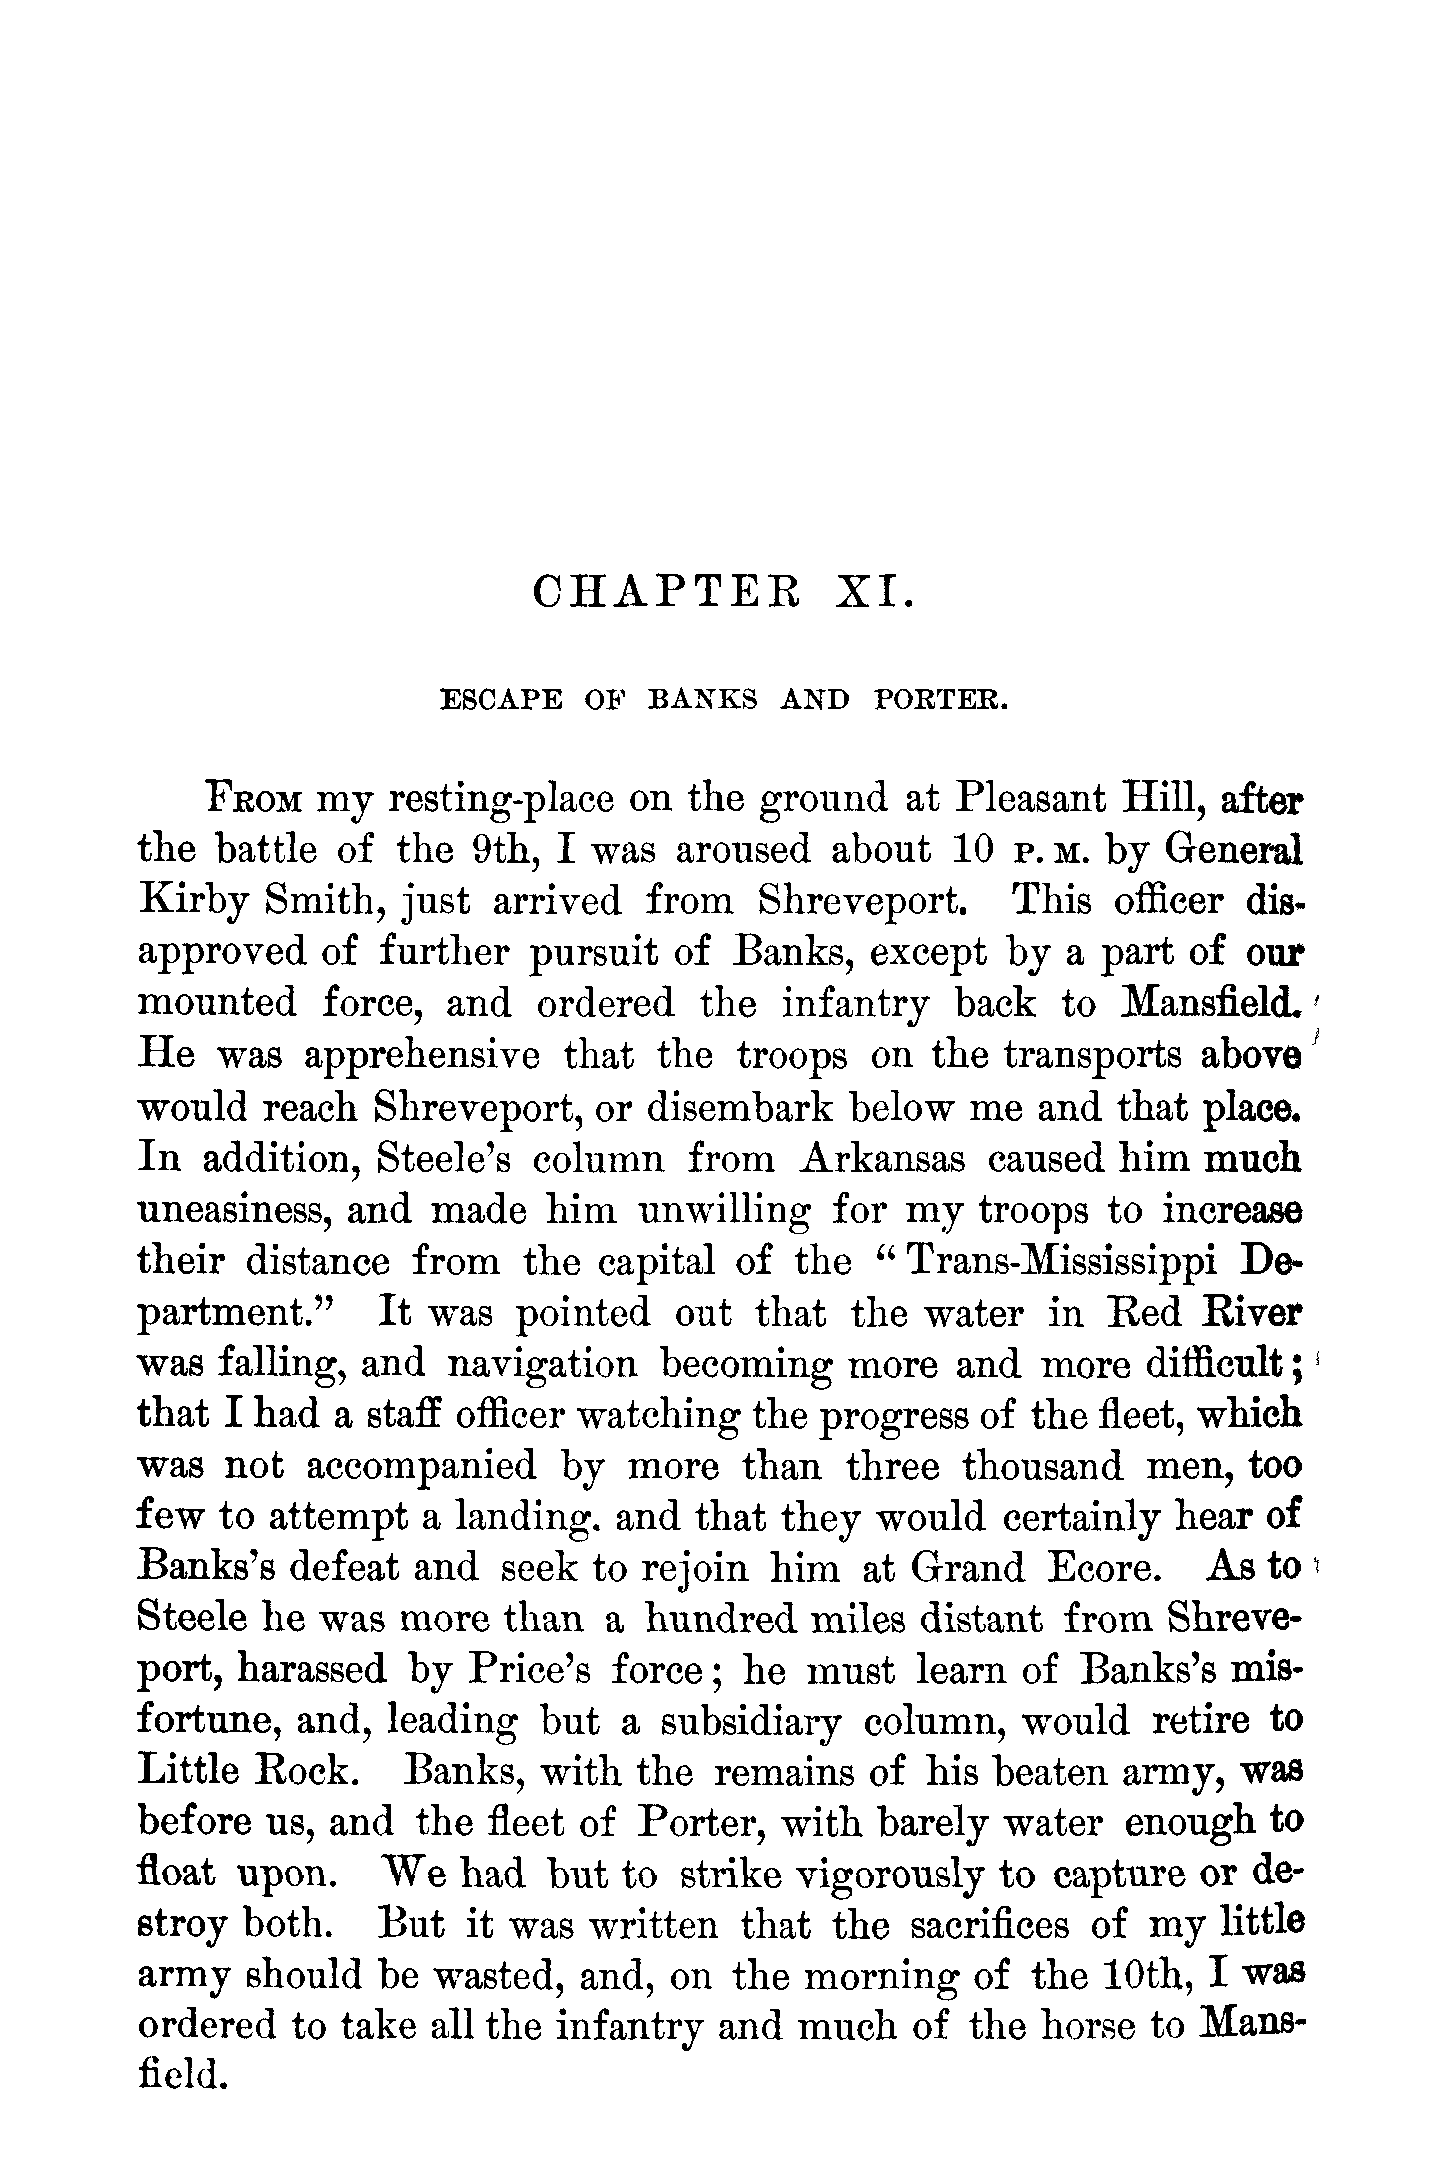 CHAPTER XI.
ESCAPE OF BANKS AND PORTER.
FROM my resting-place on the ground at Pleasant Hill, after
the battle of the 9th, I was aroused about 10 P. M. by General
Kirby Smith, just arrived from Shreveport. This officer dis-
approved of further pursuit of Banks, except by a part of our
mounted force, and ordered the infantry back to Mansfield.
He was apprehensive that the troops on the transports above
would reach Shreveport, or disembark below me and that place.
In addition, Steele's column from Arkansas caused him much
uneasiness, and made him unwilling for my troops to increase
their distance from the capital of the "Trans-Mississippi De-
partment." It was pointed out that the water in Red River
was falling, and navigation becoming more and more difficult;
that I had a staff officer watching the progress of the fleet, which
was not accompanied by more than three thousand men, too
few to attempt a landing. and that they would certainly hear of
Banks's defeat and seek to rejoin him at Grand Ecore. As to
Steele he was more than a hundred miles distant from Shreve-
port, harassed by Price's force; he must learn of Banks's mis-
fortune, and, leading but a subsidiary column, would retire to
Little Rock. Banks, with the remains of his beaten army, was
before us, and the fleet of Porter, with barely water enough to
float upon. We had but to strike vigorously to capture or de-
stroy both. But it was written that the sacrifices of my little
army should be wasted, and, on the morning of the 10th, I was
ordered to take all the infantry and much of the horse to Mans-
field.